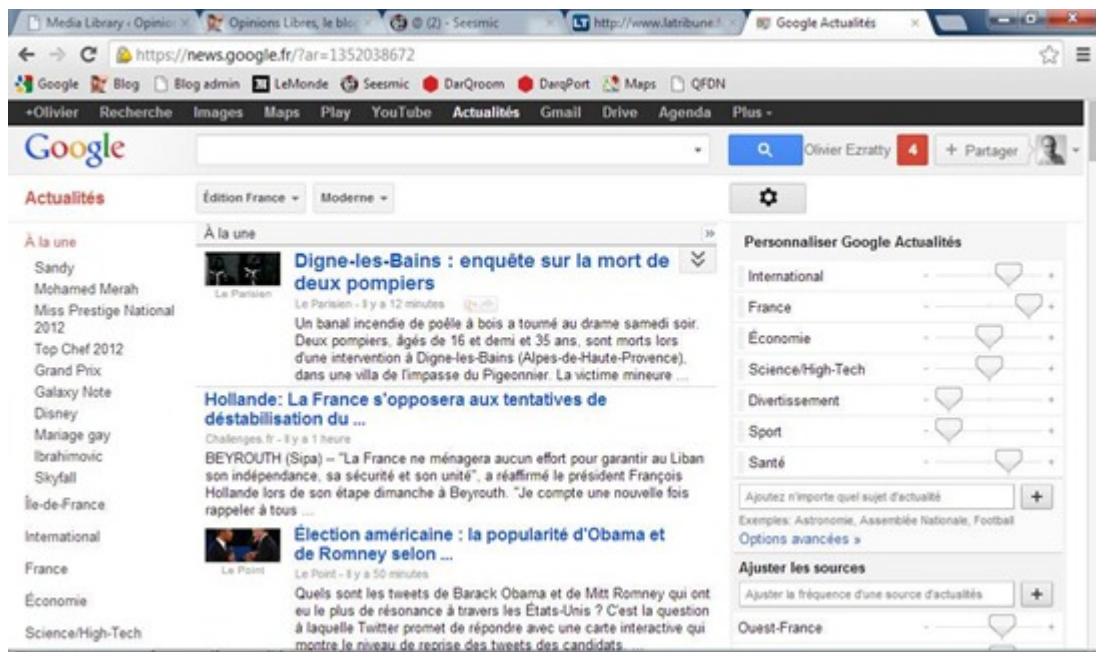 Media Library ‹ Opinio
Opinions Libres, le blo
@ (2) - Seesmic
http://www.latribune.f
Google Actualités
https://news.google.fr/?ar=1352038672
Google Blog Blog admin LeMonde Seesmic DarQroom DarqPort Maps QFDN
+Olivier Recherche Images Maps Play YouTube Actualités Gmail Drive Agenda Plus
Google
Olivier Ezratty 4 + Partager
Actualités
Édition France
Moderne
À la une
Sandy
Mohamed Merah
Miss Prestige National
2012
Top Chef 2012
Grand Prix
Galaxy Note
Disney
Mariage gay
Ibrahimovic
Skyfall
Île-de-France
International
France
Économie
Science/High-Tech
À la une »
Digne-les-Bains : enquête sur la mort de
deux pompiers
Le Parisien
Le Parisien - Il y a 12 minutes
Un banal incendie de poêle à bois a tourné au drame samedi soir.
Deux pompiers, âgés de 16 et demi et 35 ans, sont morts lors
d'une intervention à Digne-les-Bains (Alpes-de-Haute-Provence),
dans une villa de l'impasse du Pigeonnier. La victime mineure ...
Hollande: La France s'opposera aux tentatives de
déstabilisation du ...
Challenges.fr - Il y a 1 heure
BEYROUTH (Sipa) -- "La France ne ménagera aucun effort pour garantir au Liban
son indépendance, sa sécurité et son unité", a réaffirmé le président François
Hollande lors de son étape dimanche à Beyrouth. "Je compte une nouvelle fois
rappeler à tous ...
Élection américaine : la popularité d'Obama et
de Romney selon ...
Le Point
Le Point - Il y a 50 minutes
Quels sont les tweets de Barack Obama et de Mitt Romney qui ont
eu le plus de résonance à travers les États-Unis ? C'est la question
à laquelle Twitter promet de répondre avec une carte interactive qui
montre le niveau de reprise des tweets des candidats. ...
Personnaliser Google Actualités
International - +
France - +
Économie - +
Science/High-Tech - +
Divertissement - +
Sport - +
Santé - +
Ajoutez n'importe quel sujet d'actualité +
Exemples: Astronomie, Assemblée Nationale, Football
Options avancées »
Ajuster les sources
Ajuster la fréquence d'une source d'actualités +
Ouest-France - +